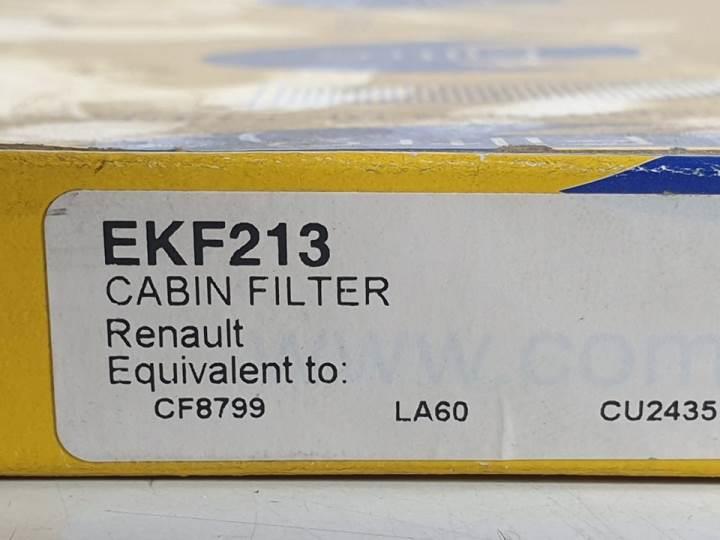 EKF213
CABIN FILTER
Renault
Equivalent to:
CF8799 LA60 CU2435